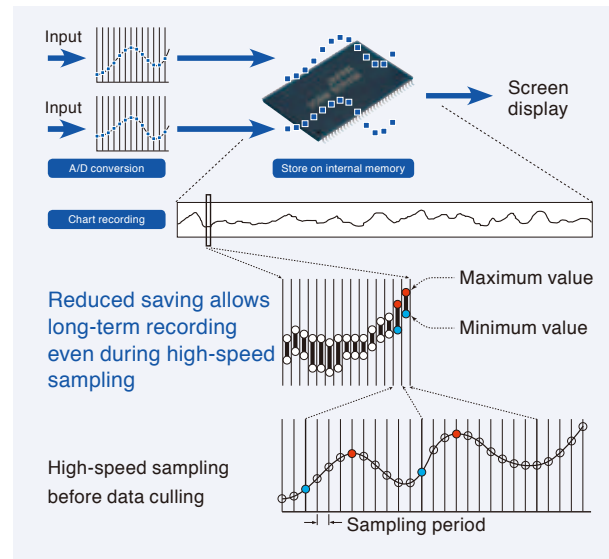 Input
Input
Screen
display
A/D conversion
Store on internal memory
Chart recording
Maximum value
Reduced saving allows
long-term recording
even during high-speed
sampling
Minimum value
High-speed sampling
before data culling
Sampling period